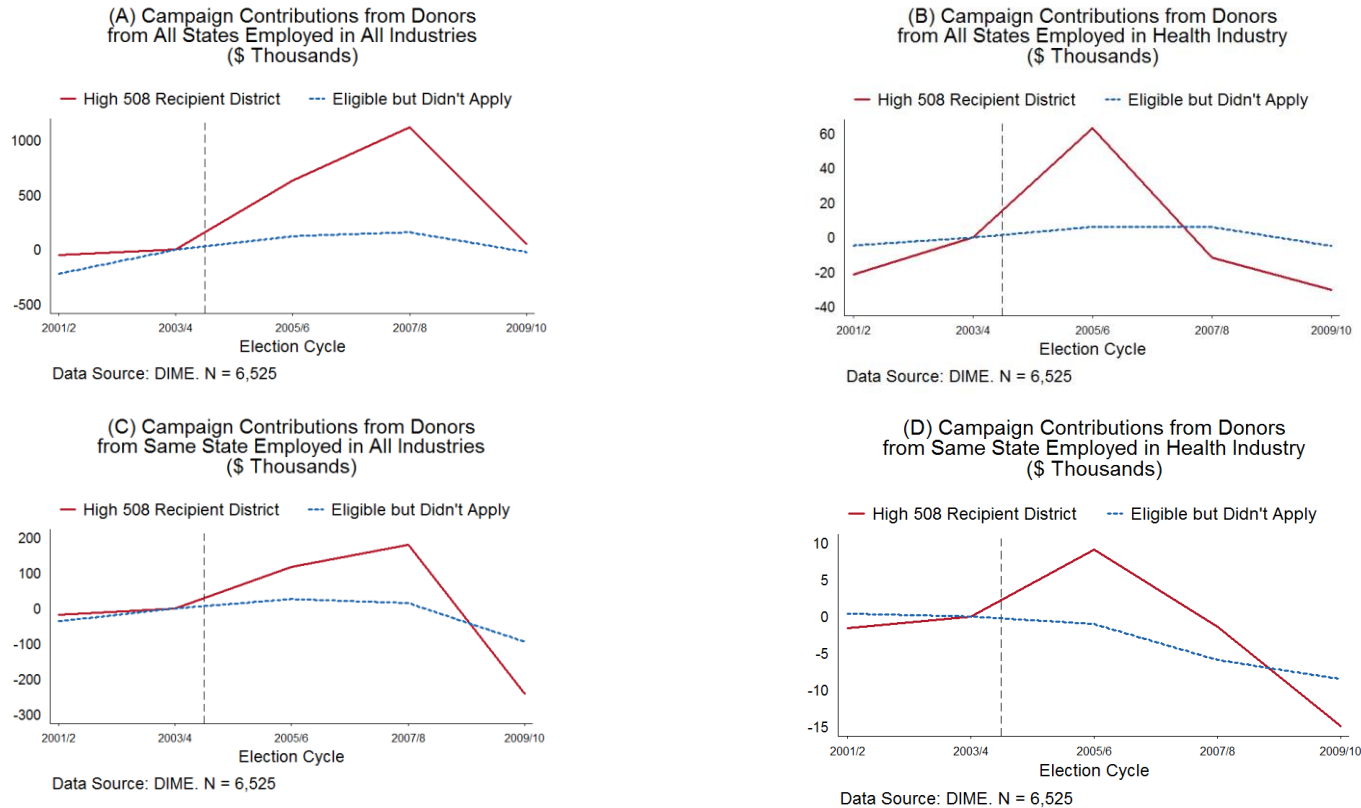 (A) Campaign Contributions from Donors
from All States Employed in All Industries
($ Thousands)
High 508 Recipient District
Eligible but Didn't Apply
1000
500
0
-500
2001/2
2003/4
2005/6
2007/8
2009/10
Election Cycle
Data Source: DIME. N = 6,525
(B) Campaign Contributions from Donors
from All States Employed in Health Industry
($ Thousands)
High 508 Recipient District
Eligible but Didn't Apply
60
40
20
0
-20
-40
2001/2
2003/4
2005/6
2007/8
2009/10
Election Cycle
Data Source: DIME. N = 6,525
(C) Campaign Contributions from Donors
from Same State Employed in All Industries
($ Thousands)
High 508 Recipient District
Eligible but Didn't Apply
200
100
0
-100
-200
-300
2001/2
2003/4
2005/6
2007/8
2009/10
Election Cycle
Data Source: DIME. N = 6,525
(D) Campaign Contributions from Donors
from Same State Employed in Health Industry
($ Thousands)
High 508 Recipient District
Eligible but Didn't Apply
10
5
0
-5
-10
-15
2001/2
2003/4
2005/6
2007/8
2009/10
Election Cycle
Data Source: DIME. N = 6,525